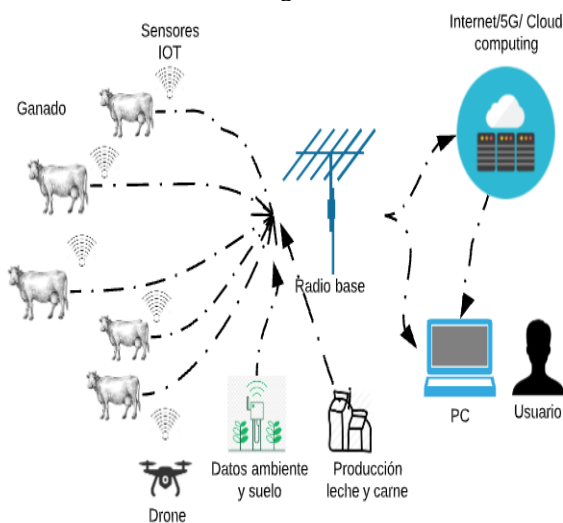 Sensores
IOT
Internet/5G/ Cloud
computing
Ganado
Radio base
PC
Usuario
Datos ambiente
y suelo
Producción
leche y carne
Drone